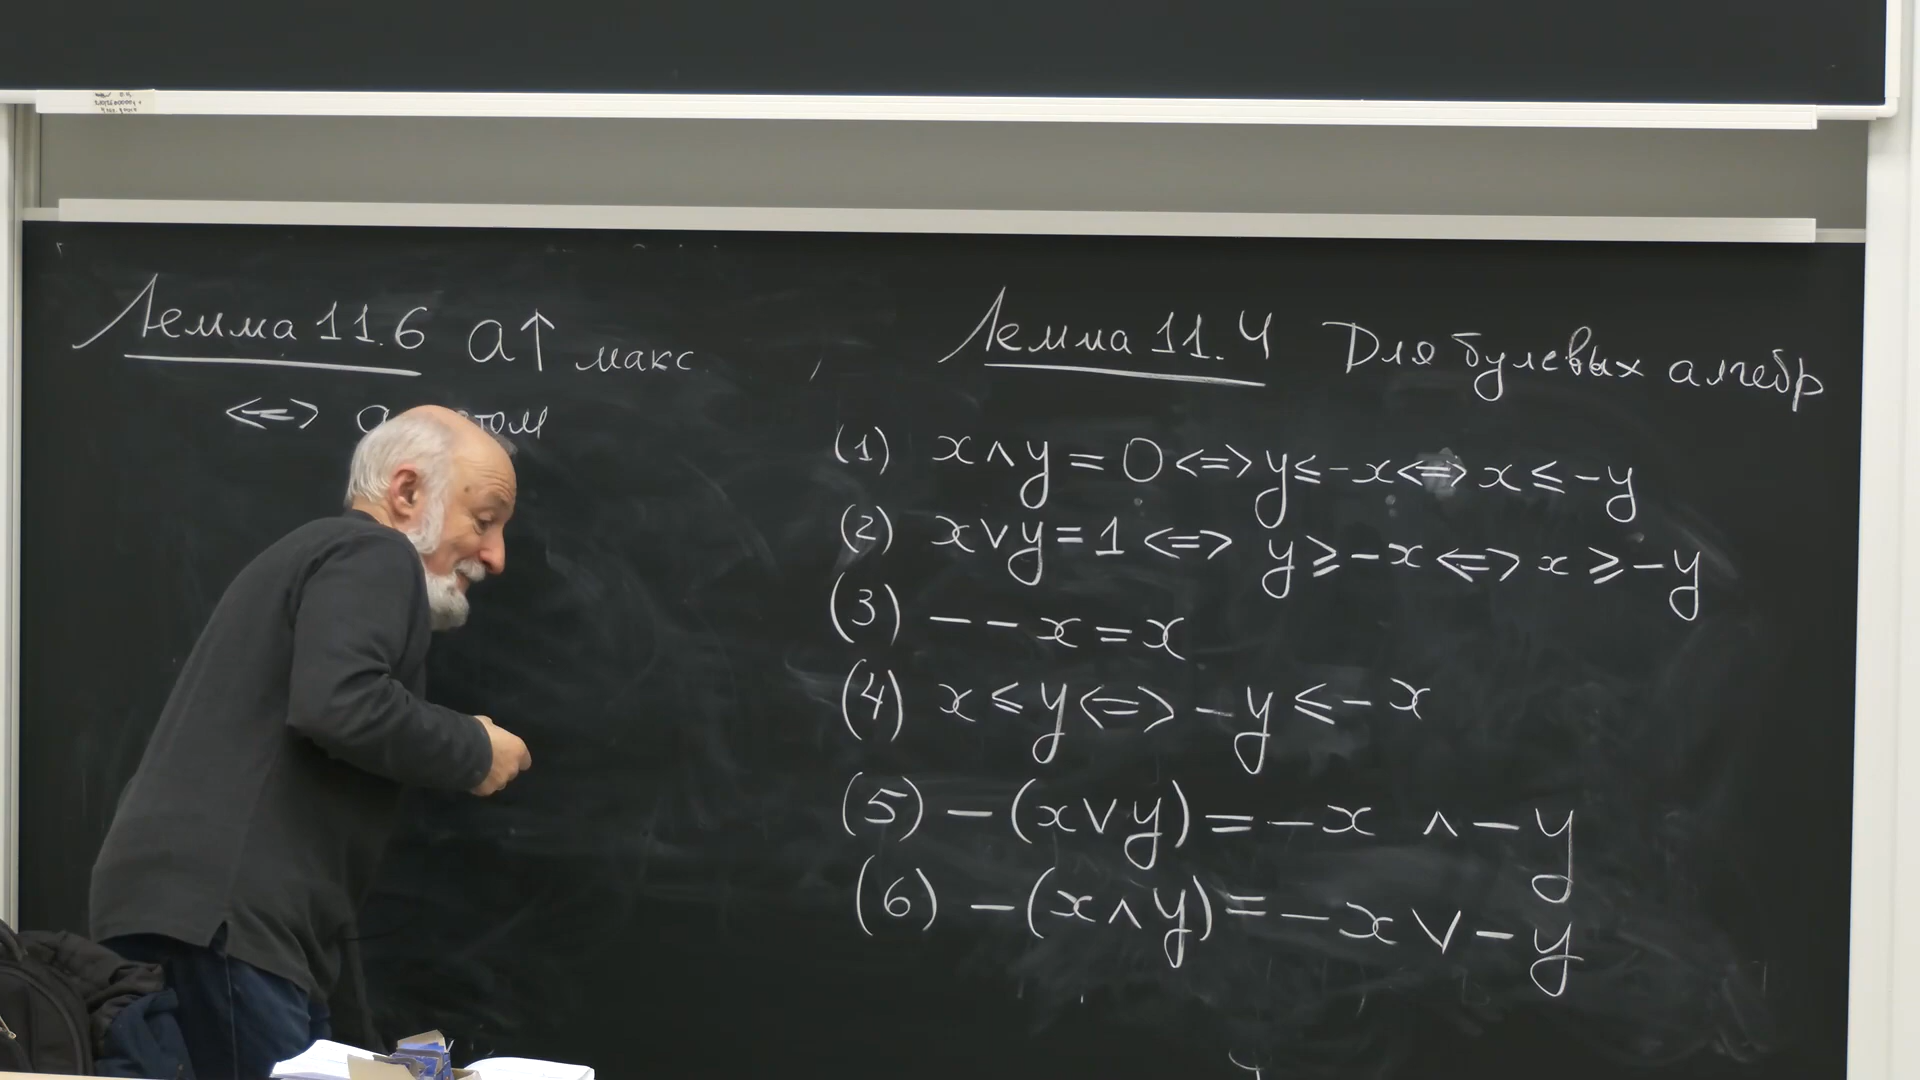 Лемма 11.6 a↑ макс
⟺ a
Лемма 11.4 Для булевых алгебр
(1) x∧y = 0 ⟺ y ≤ -x ⟺ x ≤ -y
(2) x∨y = 1 ⟺ y ⩾ -x ⟺ x ⩾ -y
(3) --x = x
(4) x ≤ y ⟺ -y ≤ -x
(5) -(x∨y) = -x ∧ -y
(6) -(x∧y) = -x ∨ -y